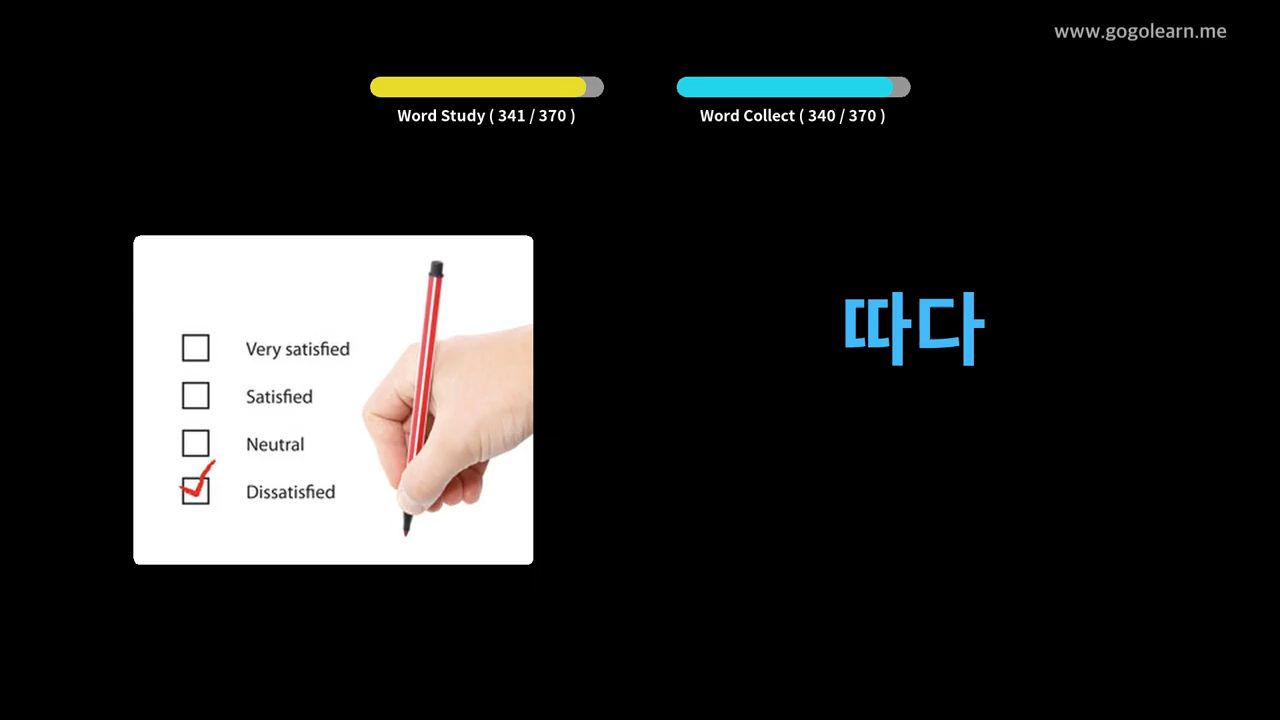 www.gogolearn.me
Word Study ( 341 / 370 )
Word Collect ( 340 / 370 )
Very satisfied
Satisfied
Neutral
Dissatisfied
따다